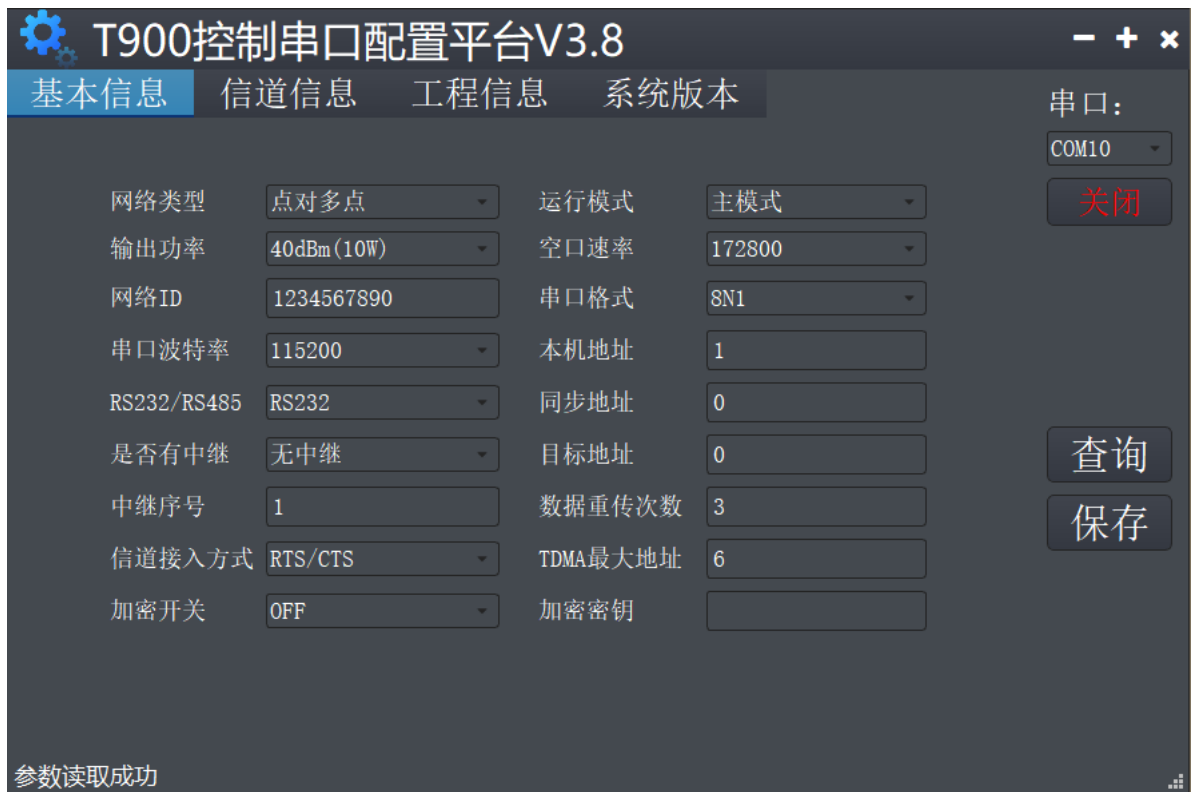 T900控制串口配置平台V3.8
基本信息 信道信息 工程信息 系统版本
串口：
COM10
关闭
网络类型 点对多点 运行模式 主模式
输出功率 40dBm(10W) 空口速率 172800
网络ID 1234567890 串口格式 8N1
串口波特率 115200 本机地址 1
RS232/RS485 RS232 同步地址 0
是否有中继 无中继 目标地址 0
中继序号 1 数据重传次数 3
信道接入方式 RTS/CTS TDMA最大地址 6
加密开关 OFF 加密密钥
查询
保存
参数读取成功